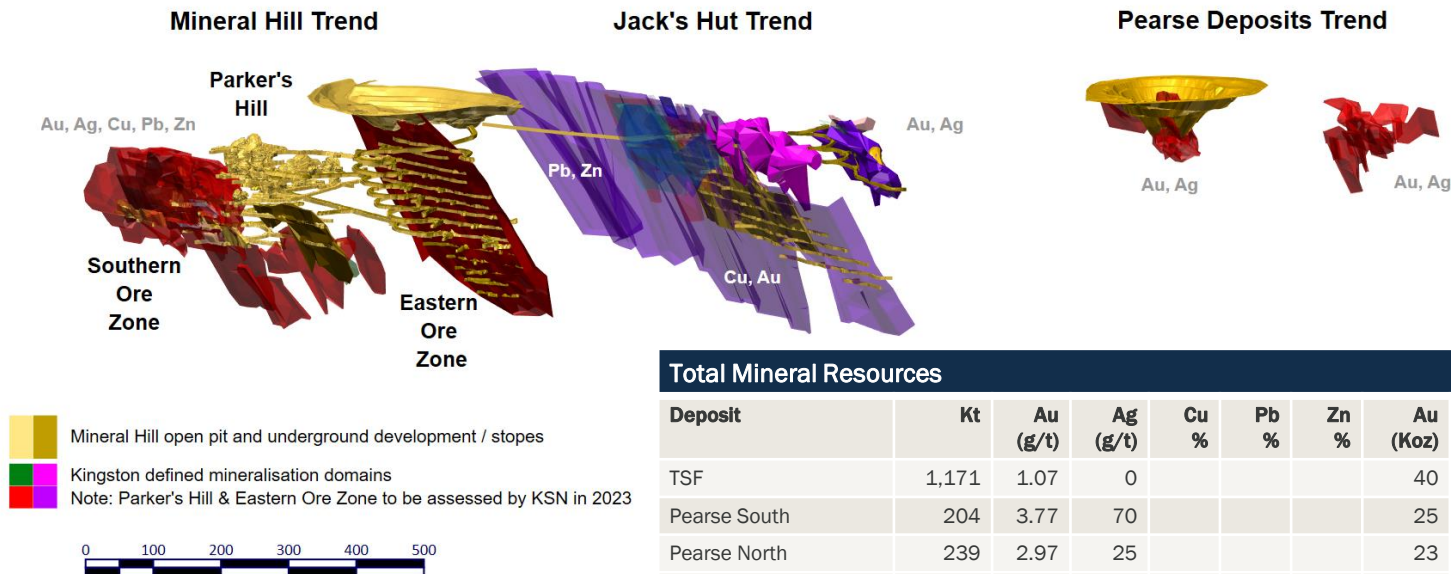 Mineral Hill Trend
Jack's Hut Trend
Pearse Deposits Trend
Parker's
Hill
Au, Ag, Cu, Pb, Zn
Au, Ag
Pb, Zn
Au, Ag
Au, Ag
Southern
Ore
Zone
Cu, Au
Eastern
Ore
Zone
Mineral Hill open pit and underground development / stopes
Kingston defined mineralisation domains
Note: Parker's Hill & Eastern Ore Zone to be assessed by KSN in 2023
0 100 200 300 400 500
Total Mineral Resources
Deposit Kt Au (g/t) Ag (g/t) Cu % Pb % Zn % Au (Koz)
TSF 1,171 1.07 0 40
Pearse South 204 3.77 70 25
Pearse North 239 2.97 25 23